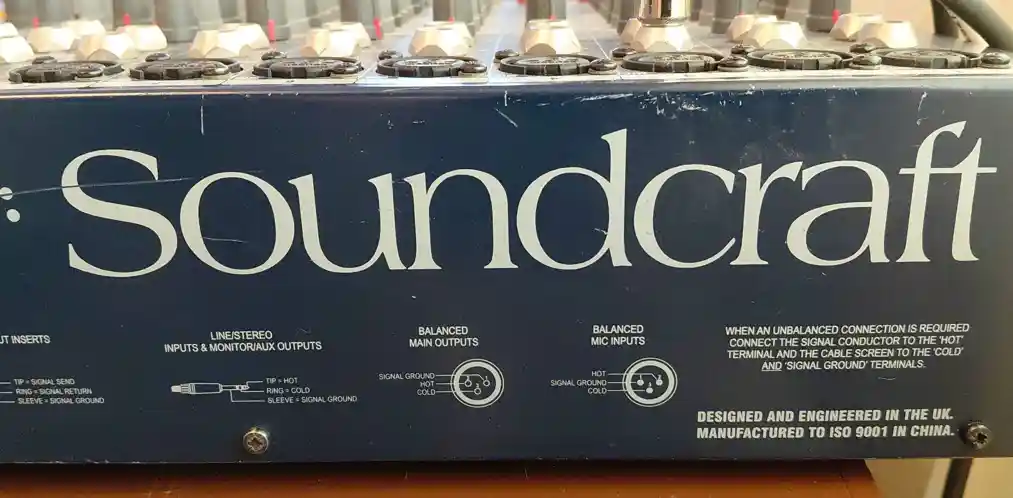 Soundcraft
UT INSERTS
TIP = SIGNAL SEND
RING = SIGNAL RETURN
SLEEVE = SIGNAL GROUND
LINE/STEREO
INPUTS & MONITOR/AUX OUTPUTS
TIP = HOT
RING = COLD
SLEEVE = SIGNAL GROUND
BALANCED
MAIN OUTPUTS
SIGNAL GROUND
HOT
COLD
BALANCED
MIC INPUTS
HOT
SIGNAL GROUND
COLD
WHEN AN UNBALANCED CONNECTION IS REQUIRED
CONNECT THE SIGNAL CONDUCTOR TO THE 'HOT'
TERMINAL AND THE CABLE SCREEN TO THE 'COLD'
AND 'SIGNAL GROUND' TERMINALS.
DESIGNED AND ENGINEERED IN THE UK.
MANUFACTURED TO ISO 9001 IN CHINA.